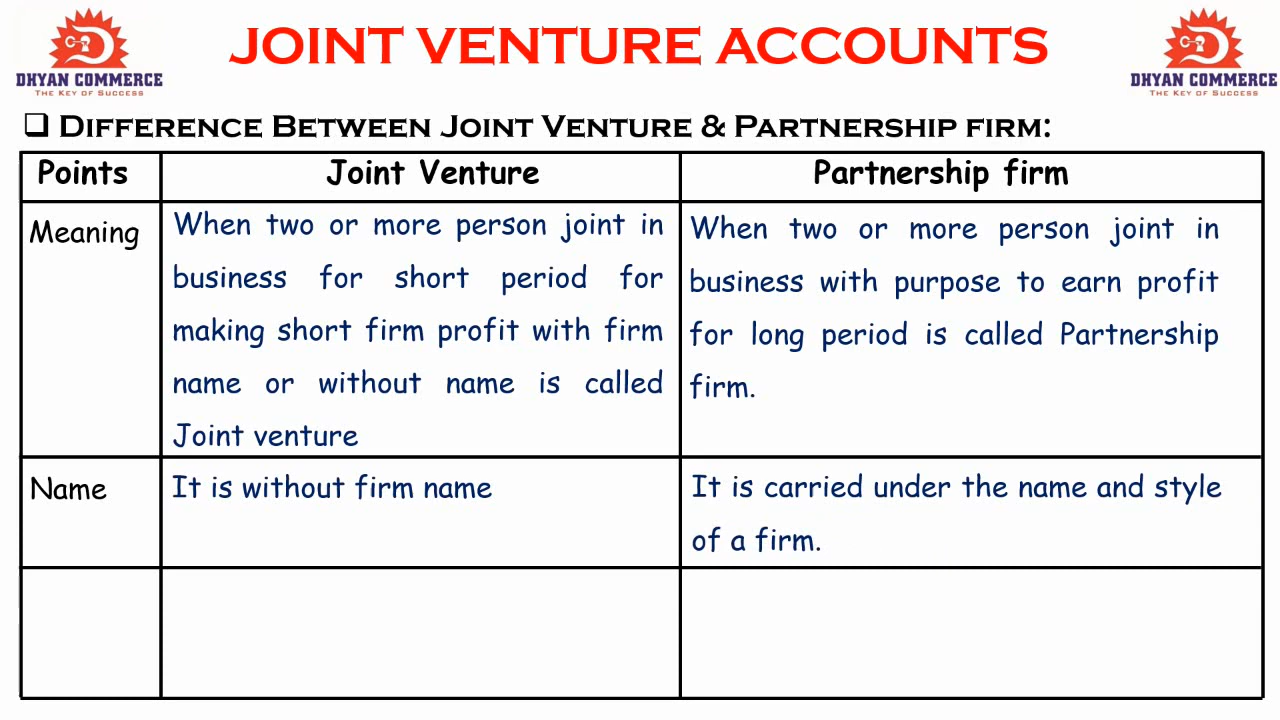 DHYAN COMMERCE
THE KEY OF SUCCESS
JOINT VENTURE ACCOUNTS
DHYAN COMMERCE
THE KEY OF SUCCESS
❑ DIFFERENCE BETWEEN JOINT VENTURE & PARTNERSHIP FIRM:
Points
Joint Venture
Partnership firm
Meaning
When two or more person joint in
business for short period for
making short firm profit with firm
name or without name is called
Joint venture
When two or more person joint in
business with purpose to earn profit
for long period is called Partnership
firm.
Name
It is without firm name
It is carried under the name and style
of a firm.